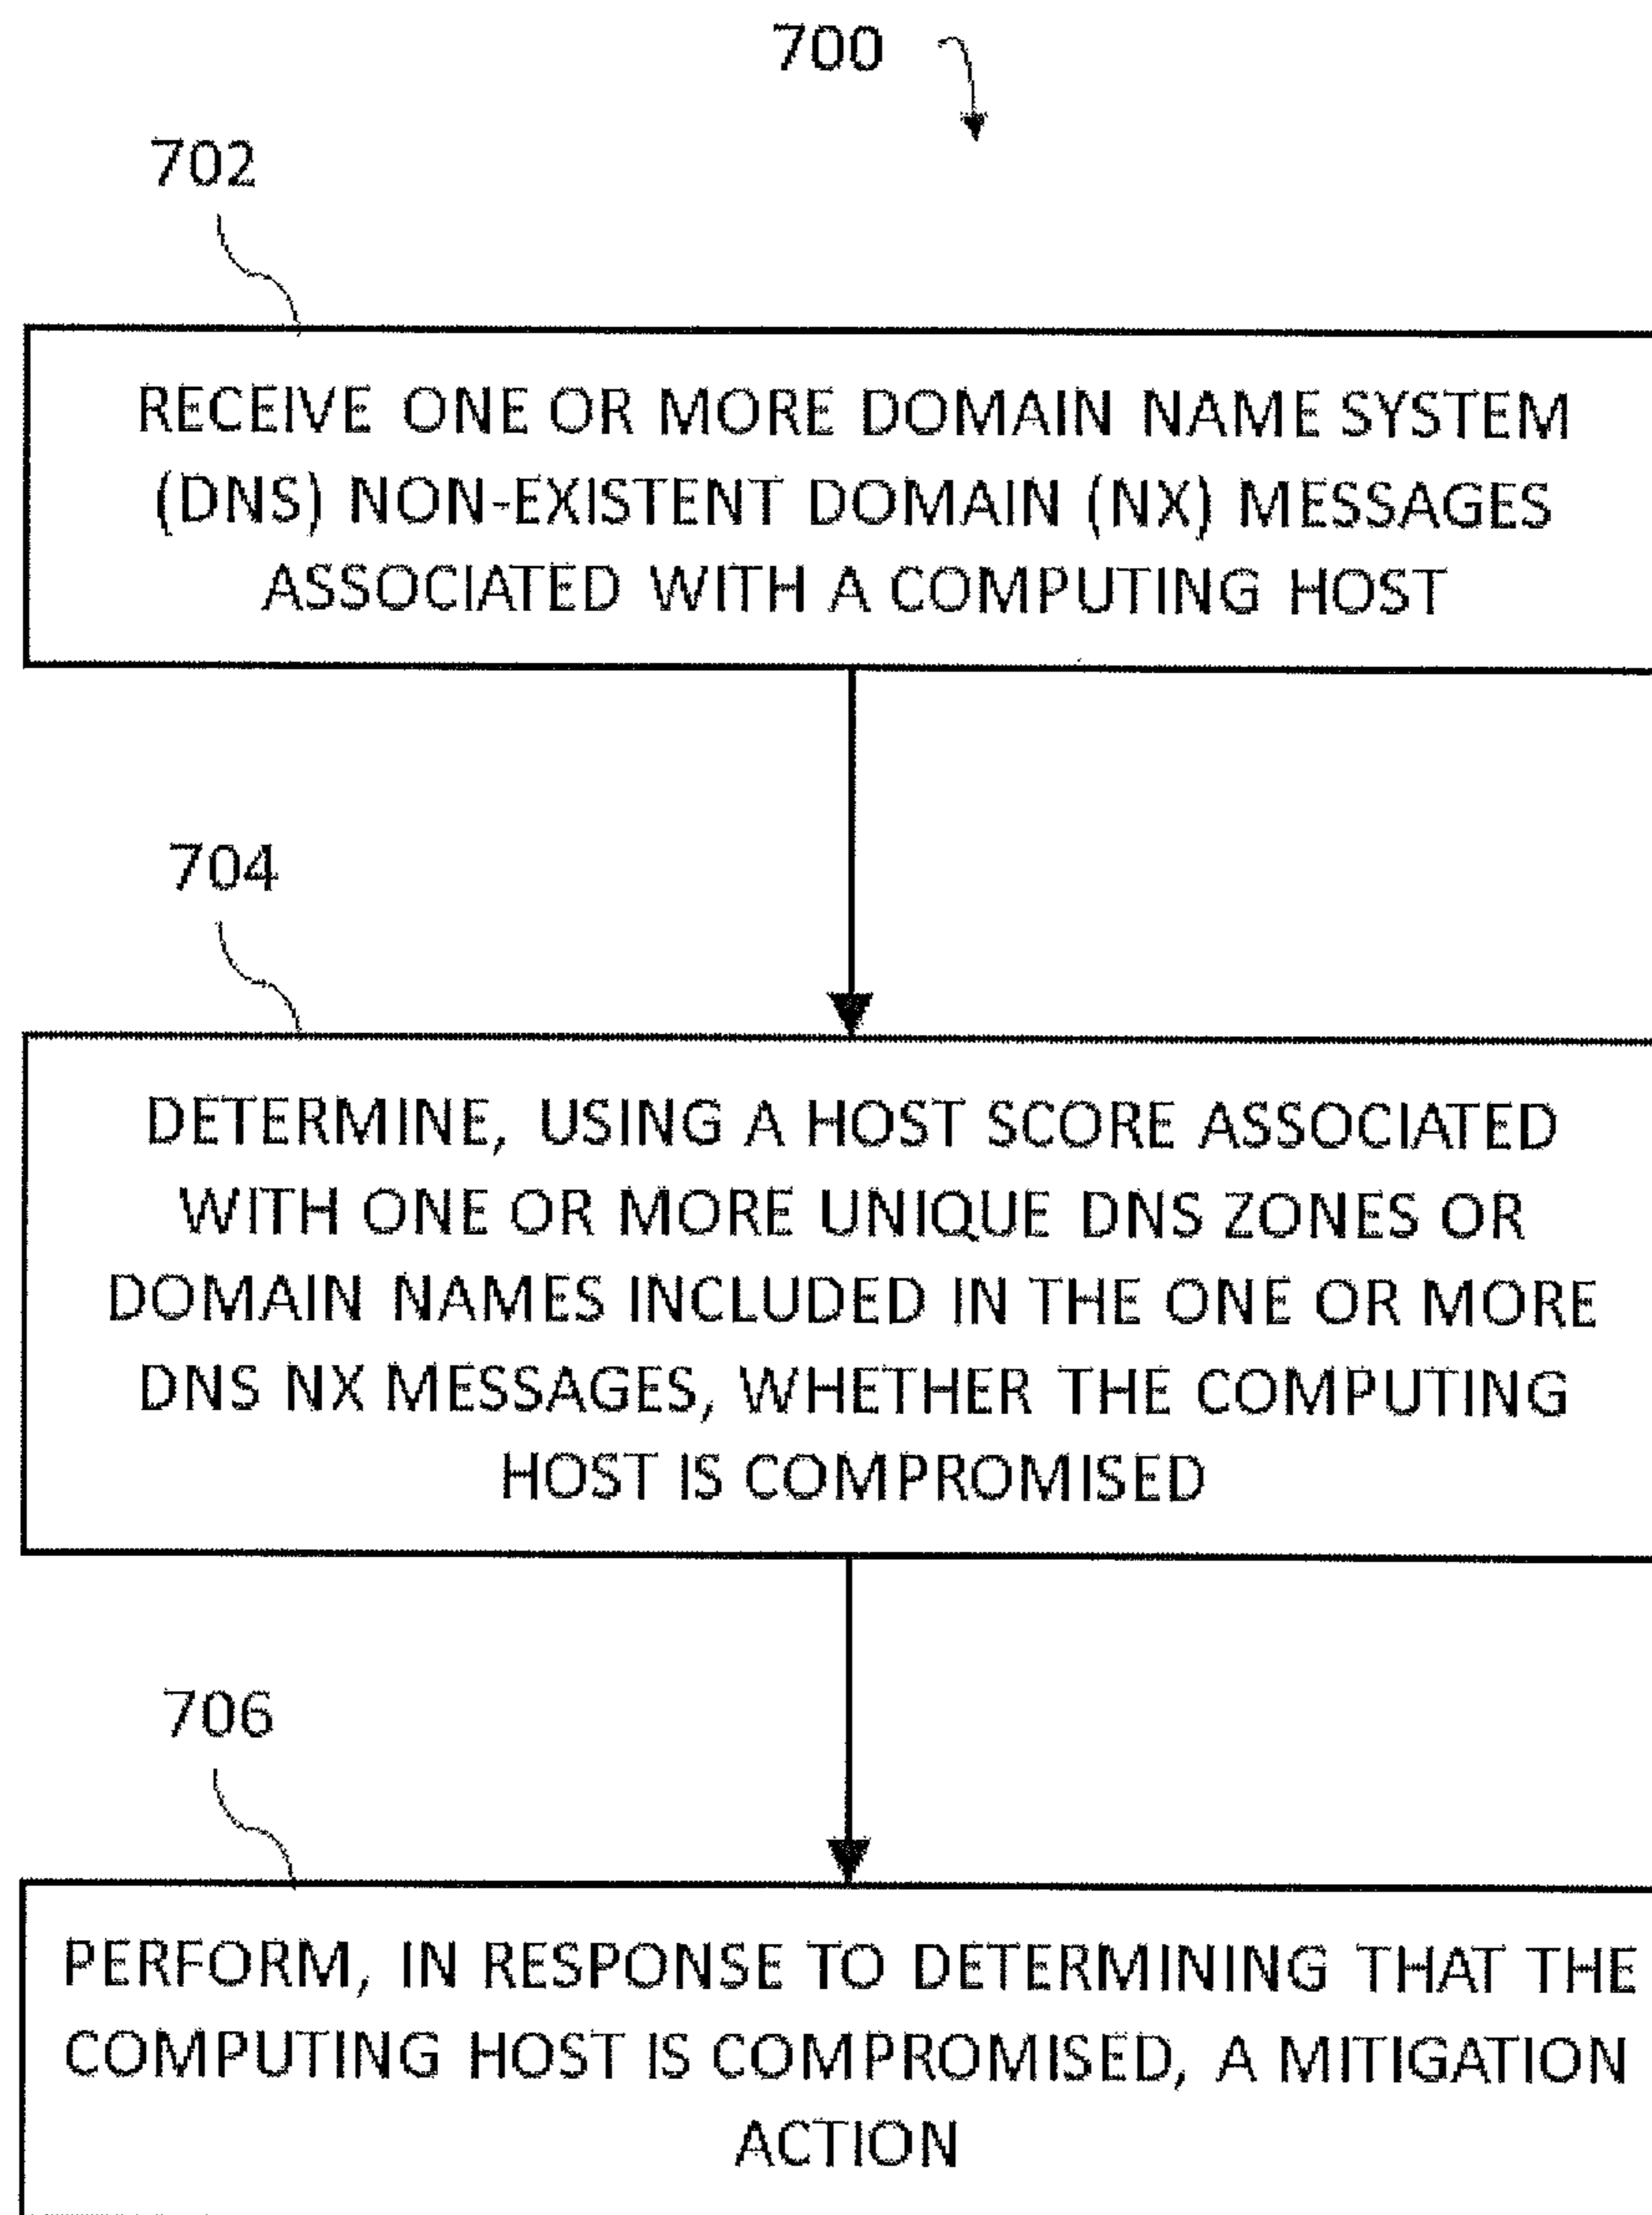 700
702
RECEIVE ONE OR MORE DOMAIN NAME SYSTEM
(DNS) NON-EXISTENT DOMAIN (NX) MESSAGES
ASSOCIATED WITH A COMPUTING HOST
704
DETERMINE, USING A HOST SCORE ASSOCIATED
WITH ONE OR MORE UNIQUE DNS ZONES OR
DOMAIN NAMES INCLUDED IN THE ONE OR MORE
DNS NX MESSAGES, WHETHER THE COMPUTING
HOST IS COMPROMISED
706
PERFORM, IN RESPONSE TO DETERMINING THAT THE
COMPUTING HOST IS COMPROMISED, A MITIGATION
ACTION